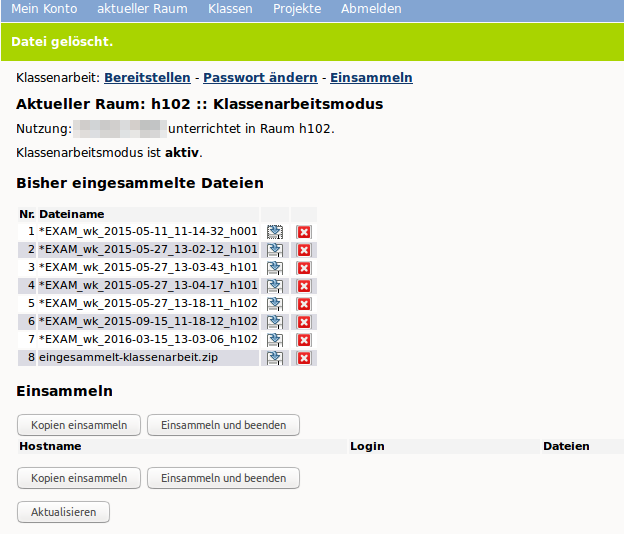 Mein Konto aktueller Raum Klassen Projekte Abmelden
Datei gelöscht.
Klassenarbeit: Bereitstellen - Passwort ändern - Einsammeln
Aktueller Raum: h102 :: Klassenarbeitsmodus
Nutzung: unterrichtet in Raum h102.
Klassenarbeitsmodus ist aktiv.
Bisher eingesammelte Dateien
Nr. Dateiname
1 *EXAM_wk_2015-05-11_11-14-32_h001
2 *EXAM_wk_2015-05-27_13-02-12_h101
3 *EXAM_wk_2015-05-27_13-03-43_h101
4 *EXAM_wk_2015-05-27_13-04-17_h101
5 *EXAM_wk_2015-05-27_13-18-11_h102
6 *EXAM_wk_2015-09-15_11-18-12_h102
7 *EXAM_wk_2016-03-15_13-03-06_h102
8 eingesammelt-klassenarbeit.zip
Einsammeln
Kopien einsammeln Einsammeln und beenden
Hostname Login Dateien
Kopien einsammeln Einsammeln und beenden
Aktualisieren